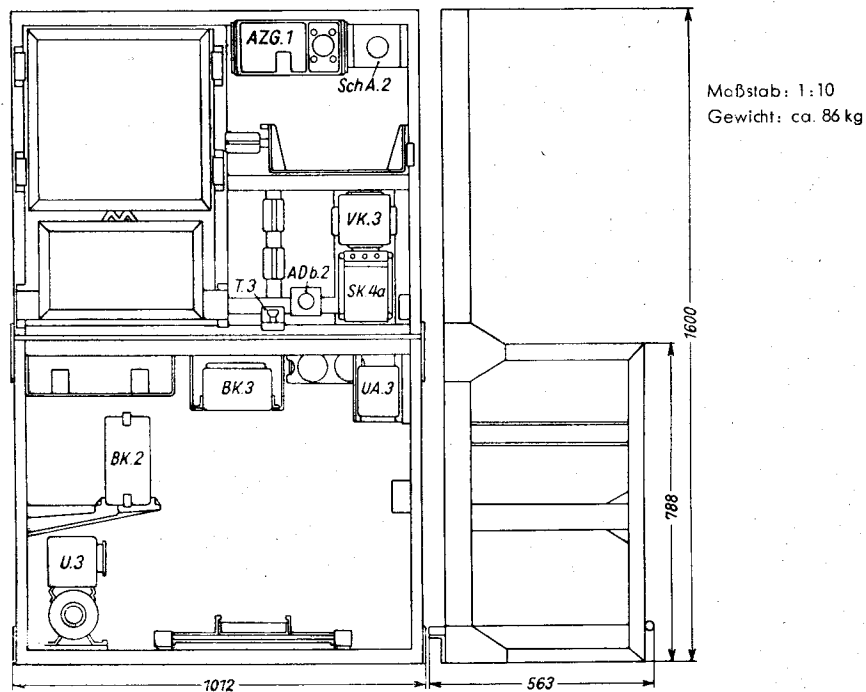 AZG.1
SchA.2
Maßstab: 1:10
Gewicht: ca. 86 kg
VK.3
ADb.2
T.3
SK.4a
1600
BK.3
UA.3
BK.2
788
U.3
1012
563